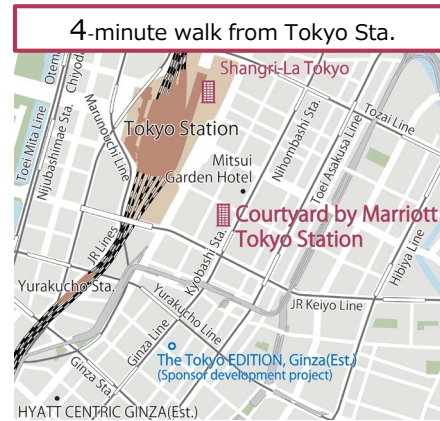 4-minute walk from Tokyo Sta.
Shangri-La Tokyo
Otem
Chiyod
Marunouchi Line
Toei Mita Line
Nijubashimae Sta.
Tokyo Station
Nihombashi Sta.
Tozai Line
Toei Asakusa Line
Mitsui
Garden Hotel
Courtyard by Marriott
Tokyo Station
Kyobashi Sta.
Hibiya Line
JR Lines
Yurakucho Sta.
Yurakucho Line
JR Keiyo Line
Ginza Line
The Tokyo EDITION, Ginza(Est.)
(Sponsor development project)
Ginza Sta.
HYATT CENTRIC GINZA(Est.)